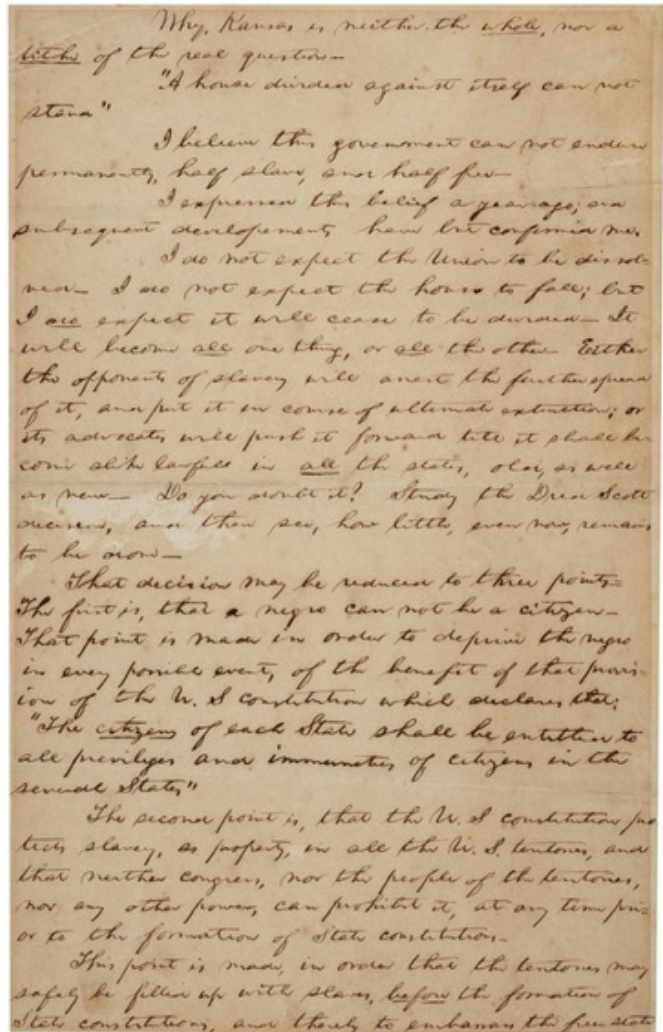 Why, Kansas is neither the whole, nor a
tithe of the real question—
"A house divided against itself can not
stand"
I believe this government can not endure
permanently, half slave, and half free—
I expressed this belief a year ago; and
subsequent developements have but confirmed me.
I do not expect the Union to be dissol-
ved— I do not expect the house to fall; but
I do expect it will cease to be divided— It
will become all one thing, or all the other— Either
the opponents of slavery will arrest the further spread
of it, and put it in course of ultimate extinction; or
its advocates will push it forward till it shall be-
come alike lawfull in all the states, old, as well
as new— Do you doubt it? Study the Dred Scott
decision, and then see, how little, even now, remains
to be done—
That decision may be reduced to three points—
The first is, that a negro can not be a citizen—
That point is made in order to deprive the negro
in every possible event, of the benefit of that provis-
ion of the U. S constitution which declares that:
"The citizens of each State shall be entitled to
all previleges and immunities of citizens in the
several States"
The second point is, that the U. S constitution pro
tects slavery, as property, in all the U. S. teritories, and
that neither congress, nor the people of the teritories,
nor any other power, can prohibit it, at any time pri-
or to the formation of State constitutions—
This point is made, in order that the teritories may
safely be filled up with slaves, before the formation of
State constitutions, and thereby to embarrass the free state